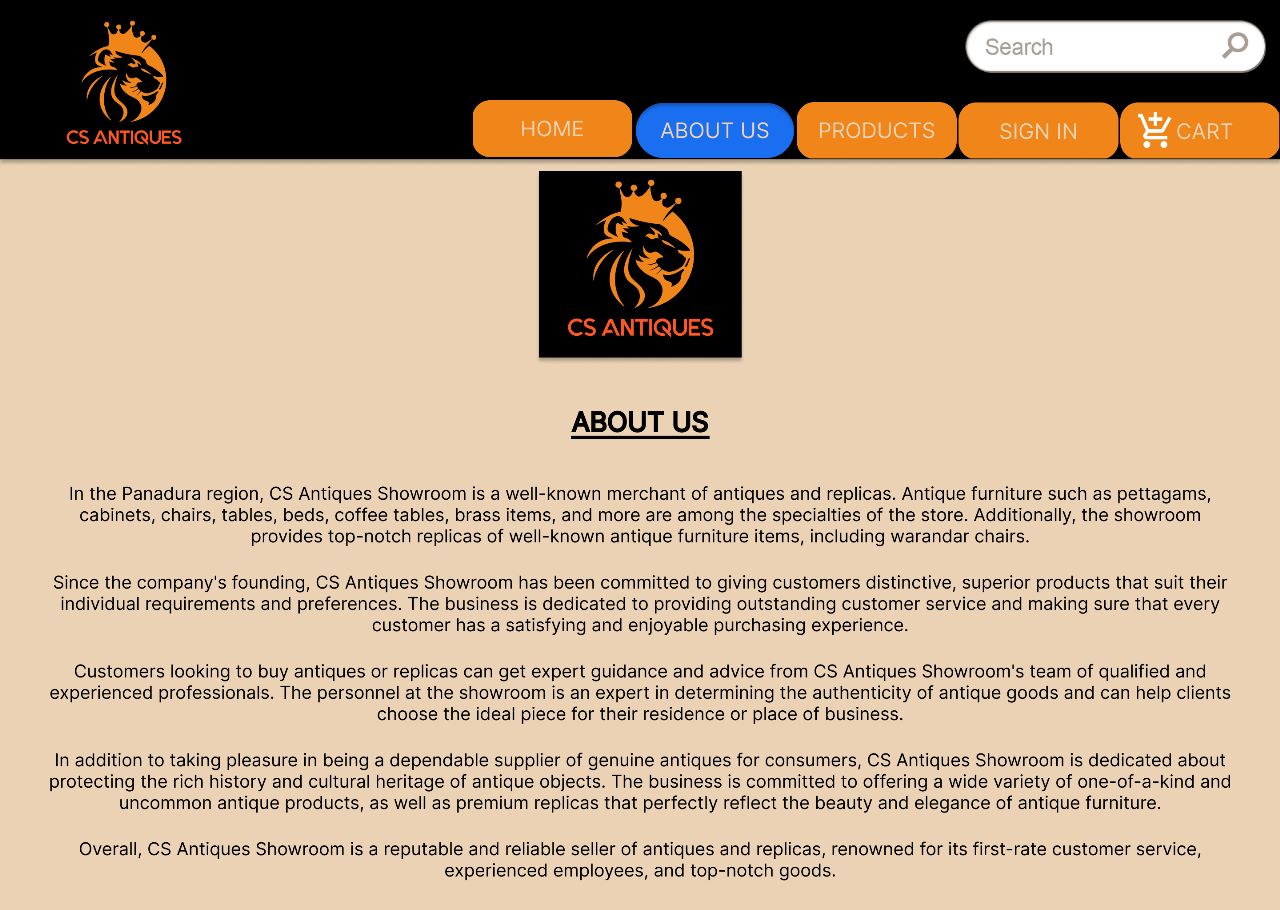 CS ANTIQUES
Search
HOME
ABOUT US
PRODUCTS
SIGN IN
CART
CS ANTIQUES
ABOUT US
In the Panadura region, CS Antiques Showroom is a well-known merchant of antiques and replicas. Antique furniture such as pettagams,
cabinets, chairs, tables, beds, coffee tables, brass items, and more are among the specialties of the store. Additionally, the showroom
provides top-notch replicas of well-known antique furniture items, including warandar chairs.
Since the company's founding, CS Antiques Showroom has been committed to giving customers distinctive, superior products that suit their
individual requirements and preferences. The business is dedicated to providing outstanding customer service and making sure that every
customer has a satisfying and enjoyable purchasing experience.
Customers looking to buy antiques or replicas can get expert guidance and advice from CS Antiques Showroom's team of qualified and
experienced professionals. The personnel at the showroom is an expert in determining the authenticity of antique goods and can help clients
choose the ideal piece for their residence or place of business.
In addition to taking pleasure in being a dependable supplier of genuine antiques for consumers, CS Antiques Showroom is dedicated about
protecting the rich history and cultural heritage of antique objects. The business is committed to offering a wide variety of one-of-a-kind and
uncommon antique products, as well as premium replicas that perfectly reflect the beauty and elegance of antique furniture.
Overall, CS Antiques Showroom is a reputable and reliable seller of antiques and replicas, renowned for its first-rate customer service,
experienced employees, and top-notch goods.